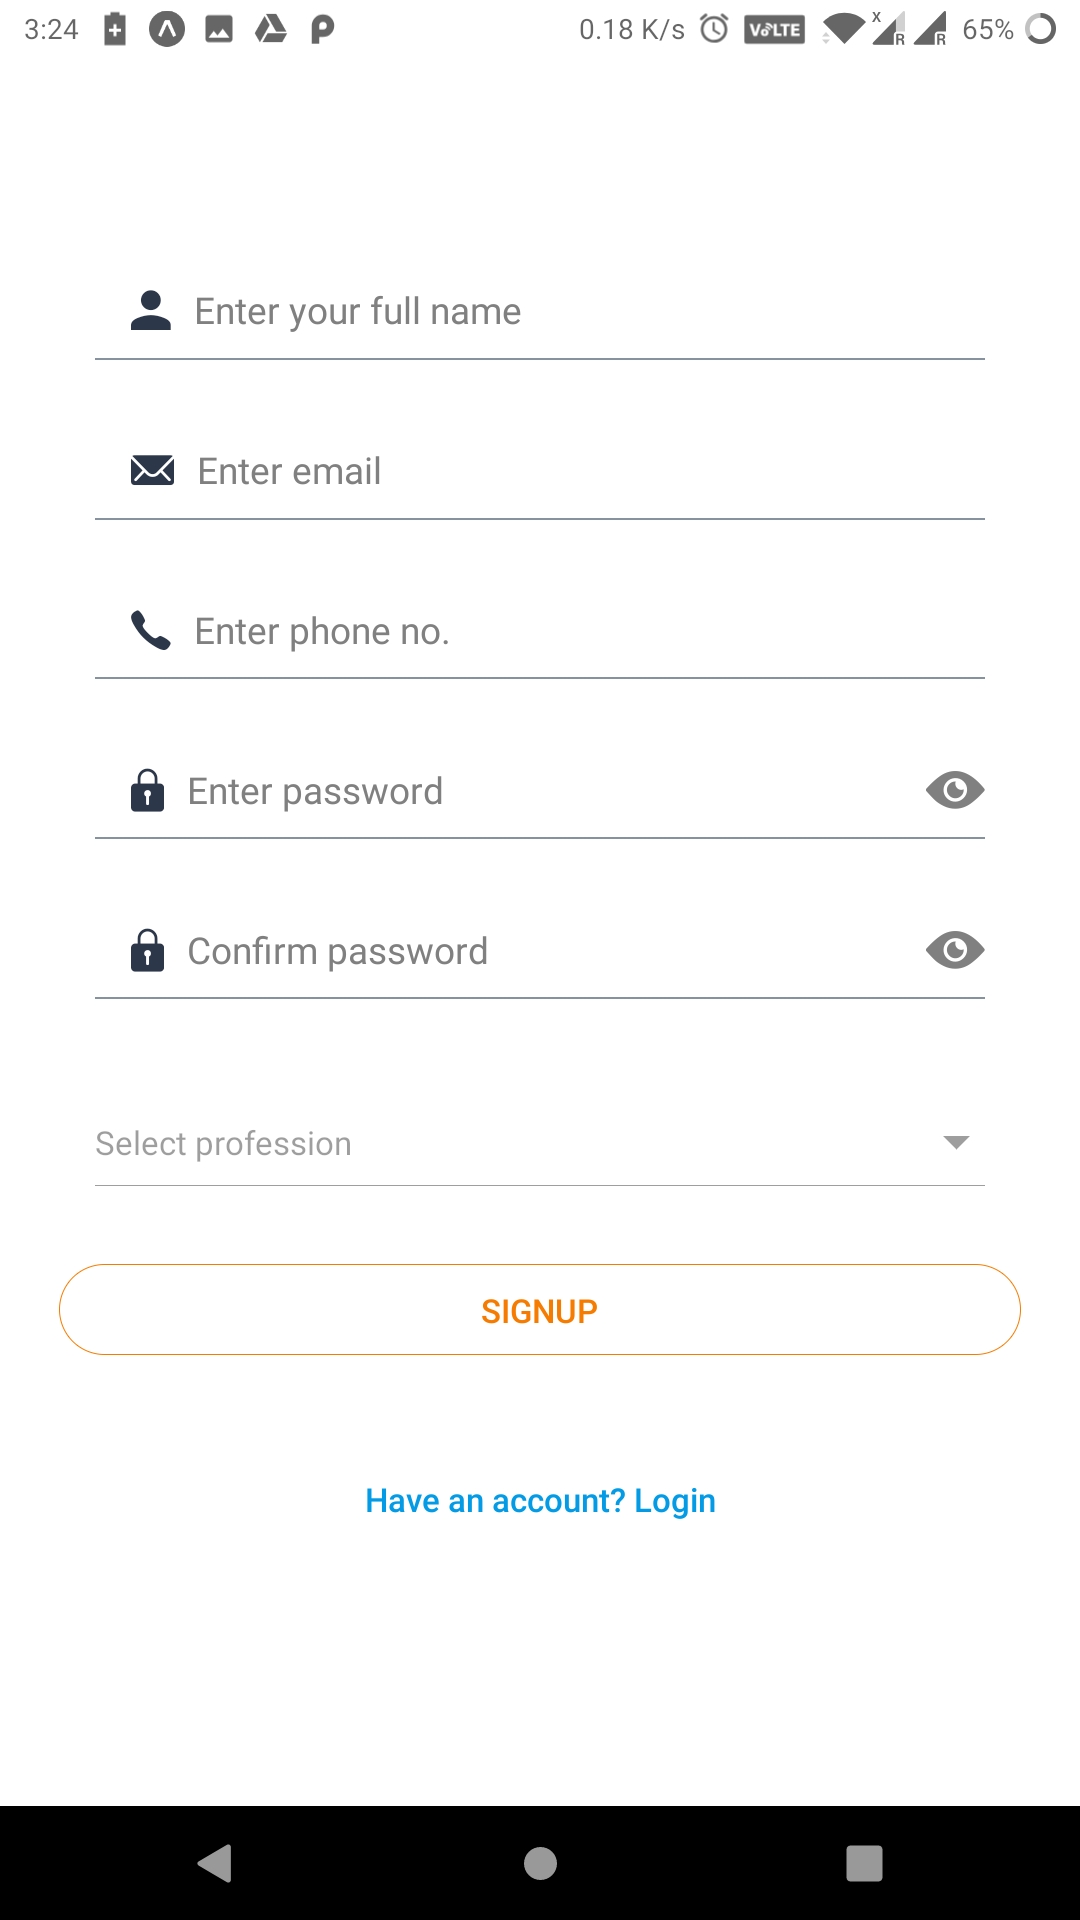 3:24 0.18 K/s VoLTE x R R 65%
Enter your full name
Enter email
Enter phone no.
Enter password
Confirm password
Select profession
SIGNUP
Have an account? Login